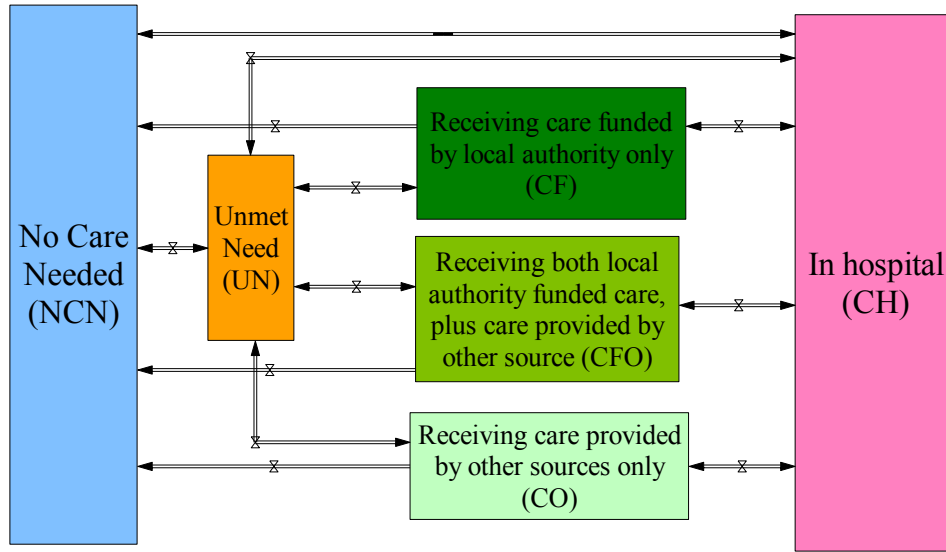 No Care
Needed
(NCN)
Unmet
Need
(UN)
Receiving care funded
by local authority only
(CF)
Receiving both local
authority funded care,
plus care provided by
other source (CFO)
Receiving care provided
by other sources only
(CO)
In hospital
(CH)